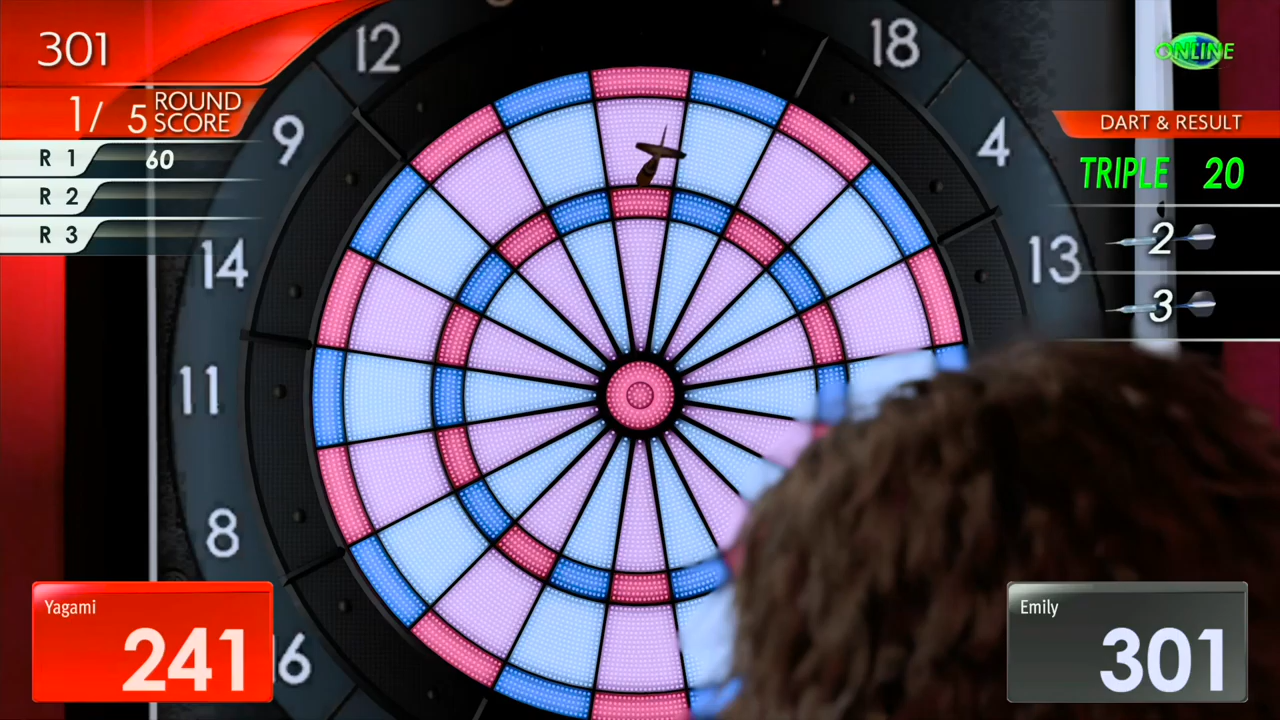 301
1/ 5 ROUND SCORE
R 1 60
R 2
R 3
12
18
9
4
14
13
11
8
16
ONLINE
DART & RESULT
TRIPLE 20
2
3
Yagami
241
Emily
301